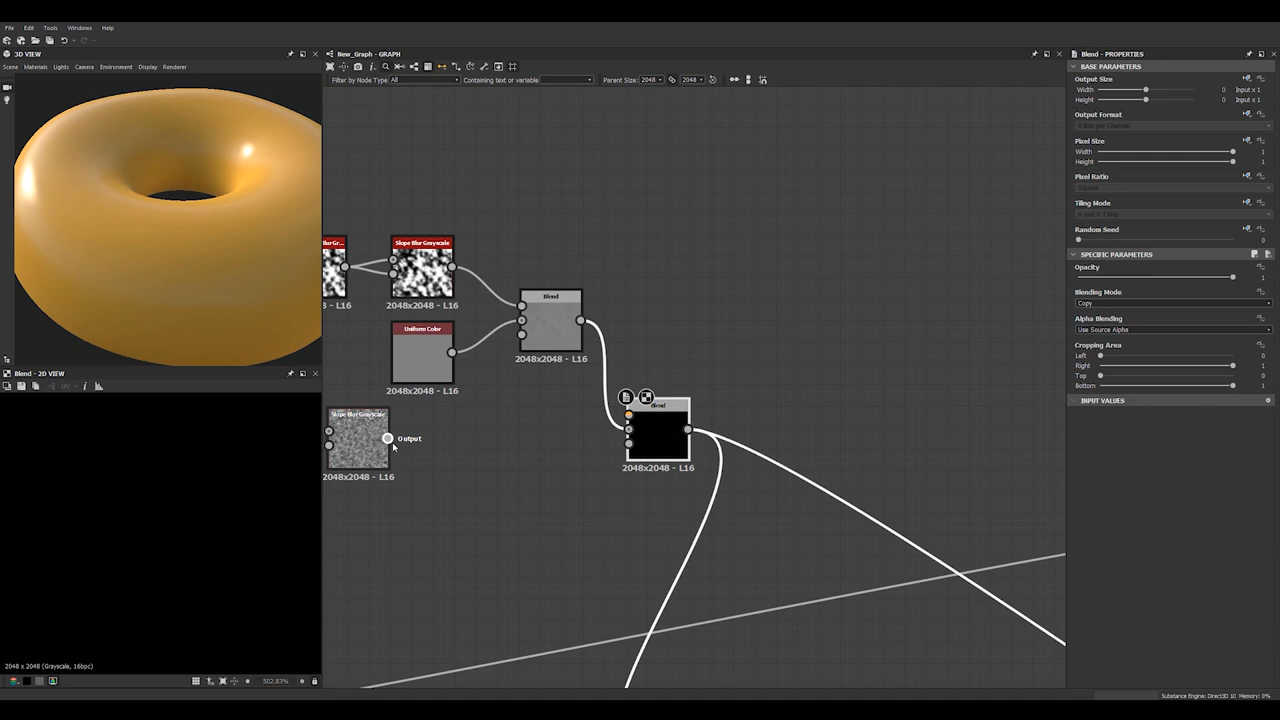 File Edit Tools Windows Help
3D VIEW
Scene Materials Lights Camera Environment Display Renderer
New_Graph - GRAPH
Filter by Node Type All Containing text or variable Parent Size: 2048 2048
Slope Blur Grayscale
8 - L16
2048x2048 - L16
Uniform Color
2048x2048 - L16
Blend
2048x2048 - L16
Slope Blur Grayscale
Output
2048x2048 - L16
Blend
2048x2048 - L16
Blend - 2D VIEW
UV
2048 x 2048 (Grayscale, 16bpc)
502.83%
Blend - PROPERTIES
BASE PARAMETERS
Output Size
Width 0 Input x 1
Height 0 Input x 1
Output Format
Pixel Size
Width 1
Height 1
Pixel Ratio
Square
Tiling Mode
H and V Tiling
Random Seed
0
SPECIFIC PARAMETERS
Opacity
1
Blending Mode
Copy
Alpha Blending
Use Source Alpha
Cropping Area
Left 0
Right 1
Top 0
Bottom 1
INPUT VALUES
Substance Engine: Direct3D 10 Memory: 0%